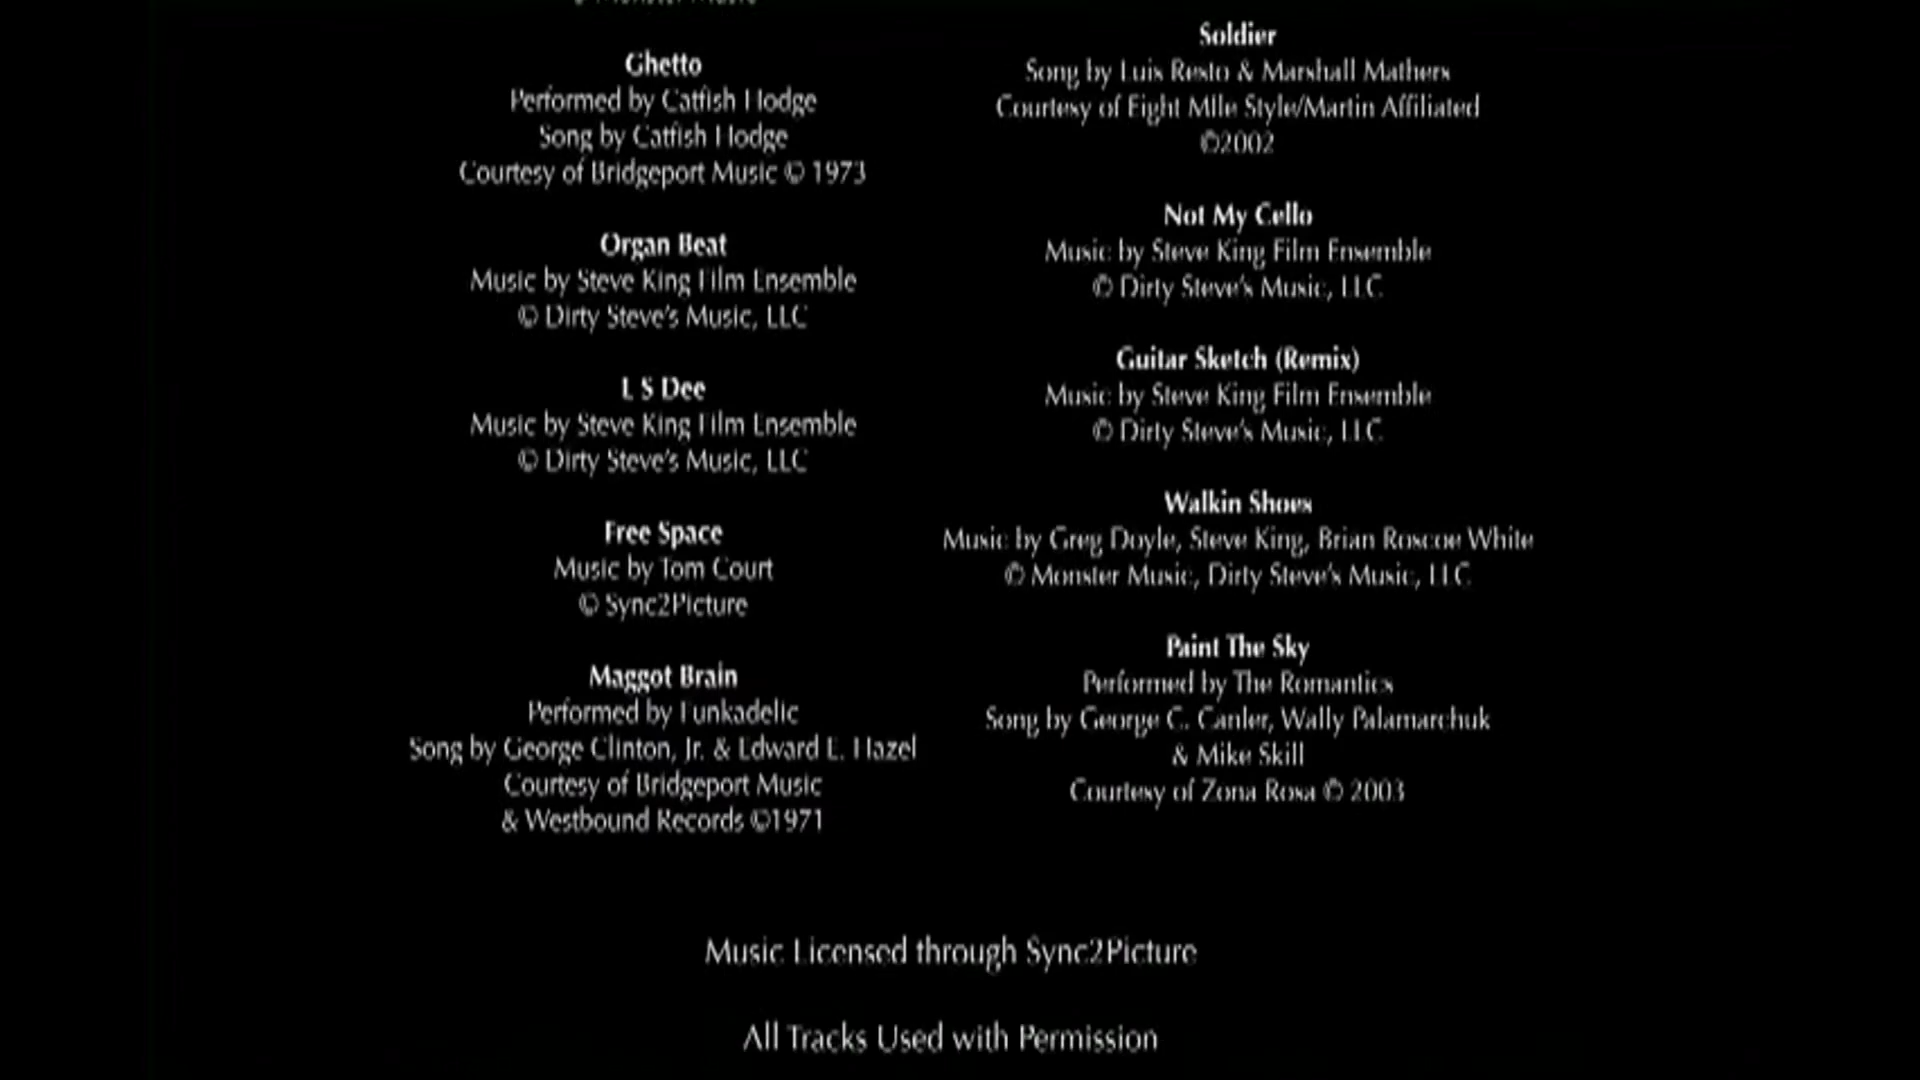 Monster Music
Ghetto
Performed by Catfish Hodge
Song by Catfish Hodge
Courtesy of Bridgeport Music © 1973
Organ Beat
Music by Steve King Film Ensemble
© Dirty Steve's Music, LLC
L S Dee
Music by Steve King Film Ensemble
© Dirty Steve's Music, LLC
Free Space
Music by Tom Court
© Sync2Picture
Maggot Brain
Performed by Funkadelic
Song by George Clinton, Jr. & Edward E. Hazel
Courtesy of Bridgeport Music
& Westbound Records ©1971
Soldier
Song by Luis Resto & Marshall Mathers
Courtesy of Eight MIle Style/Martin Affiliated
©2002
Not My Cello
Music by Steve King Film Ensemble
© Dirty Steve's Music, LLC
Guitar Sketch (Remix)
Music by Steve King Film Ensemble
© Dirty Steve's Music, LLC
Walkin Shoes
Music by Greg Doyle, Steve King, Brian Roscoe White
© Monster Music, Dirty Steve's Music, LLC
Paint The Sky
Performed by The Romantics
Song by George C. Canler, Wally Palamarchuk
& Mike Skill
Courtesy of Zona Rosa © 2003
Music Licensed through Sync2Picture
All Tracks Used with Permission